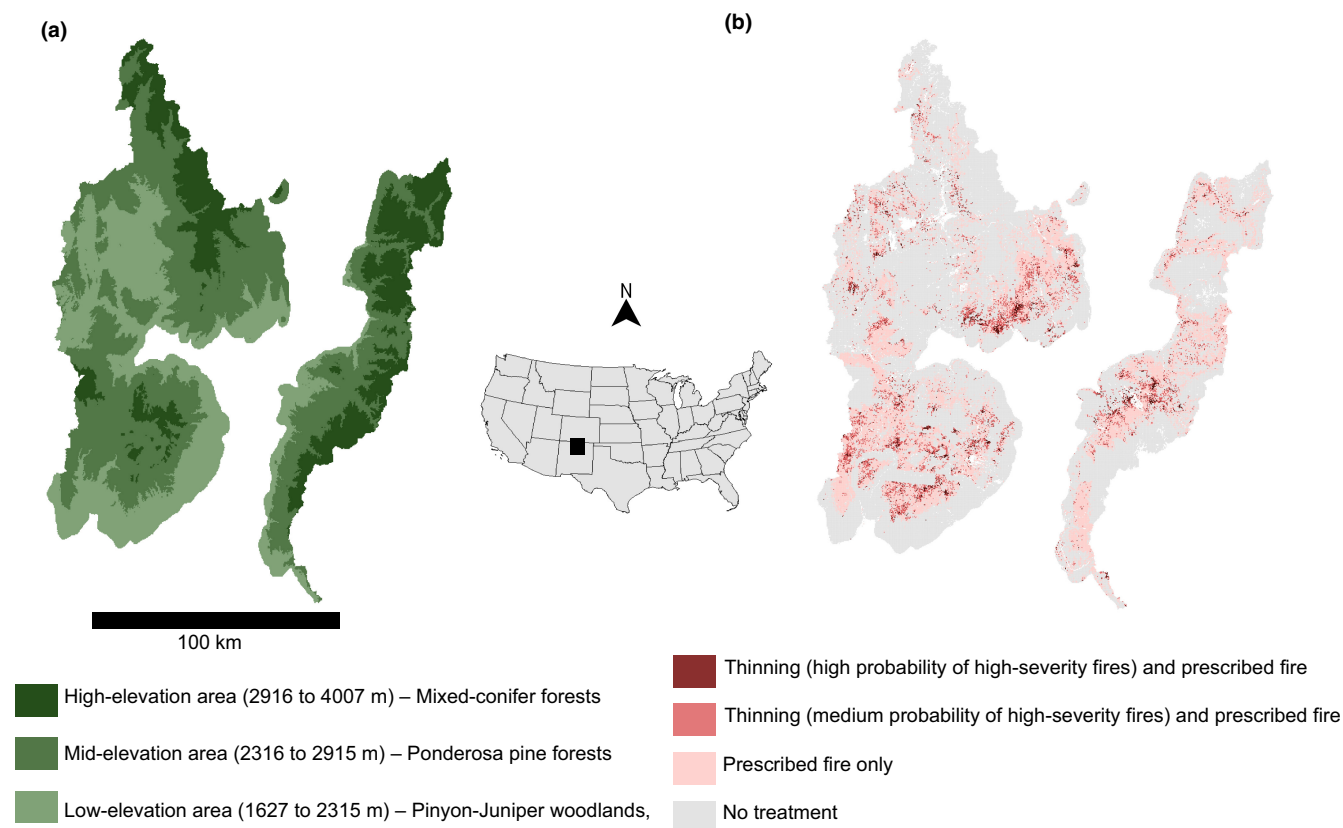 (a)
(b)
N
100 km
High-elevation area (2916 to 4007 m) – Mixed-conifer forests
Mid-elevation area (2316 to 2915 m) – Ponderosa pine forests
Low-elevation area (1627 to 2315 m) – Pinyon-Juniper woodlands,
Thinning (high probability of high-severity fires) and prescribed fire
Thinning (medium probability of high-severity fires) and prescribed fire
Prescribed fire only
No treatment